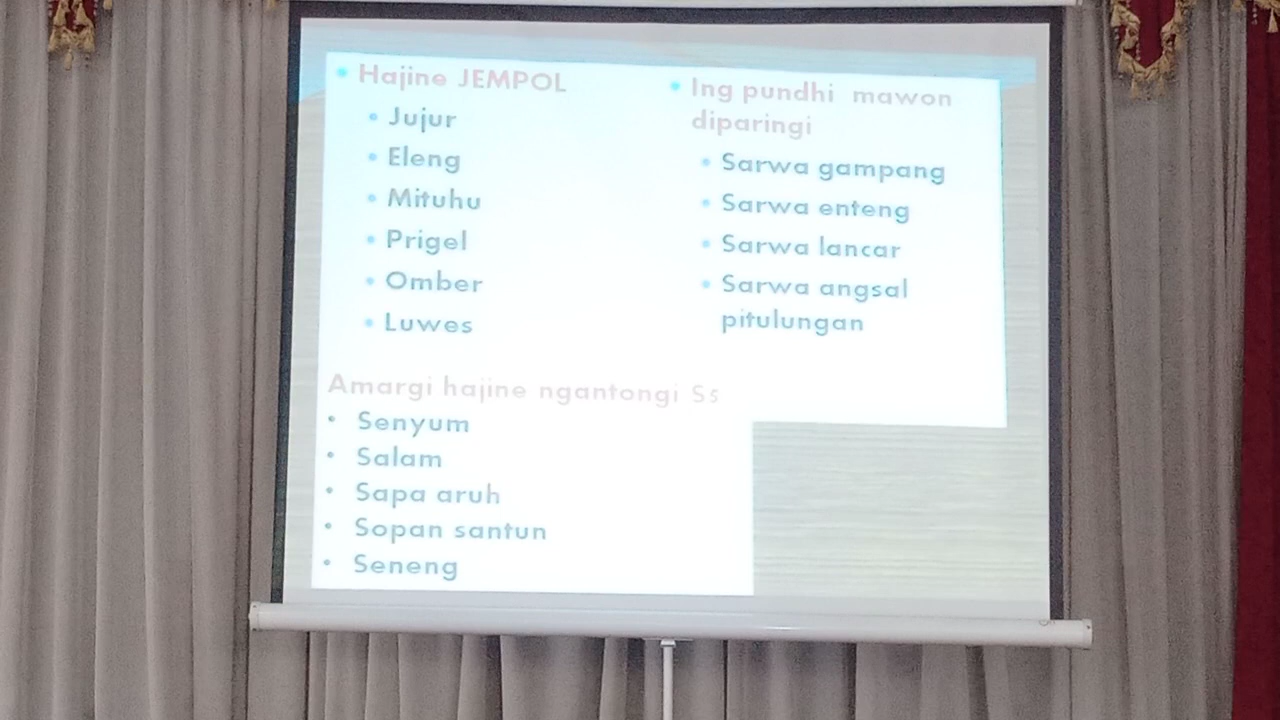 Hajine JEMPOL
Jujur
Eleng
Mituhu
Prigel
Omber
Luwes
Ing pundhi mawon
diparingi
Sarwa gampang
Sarwa enteng
Sarwa lancar
Sarwa angsal
pitulungan
Amargi hajine ngantongi S5
Senyum
Salam
Sapa aruh
Sopan santun
Seneng